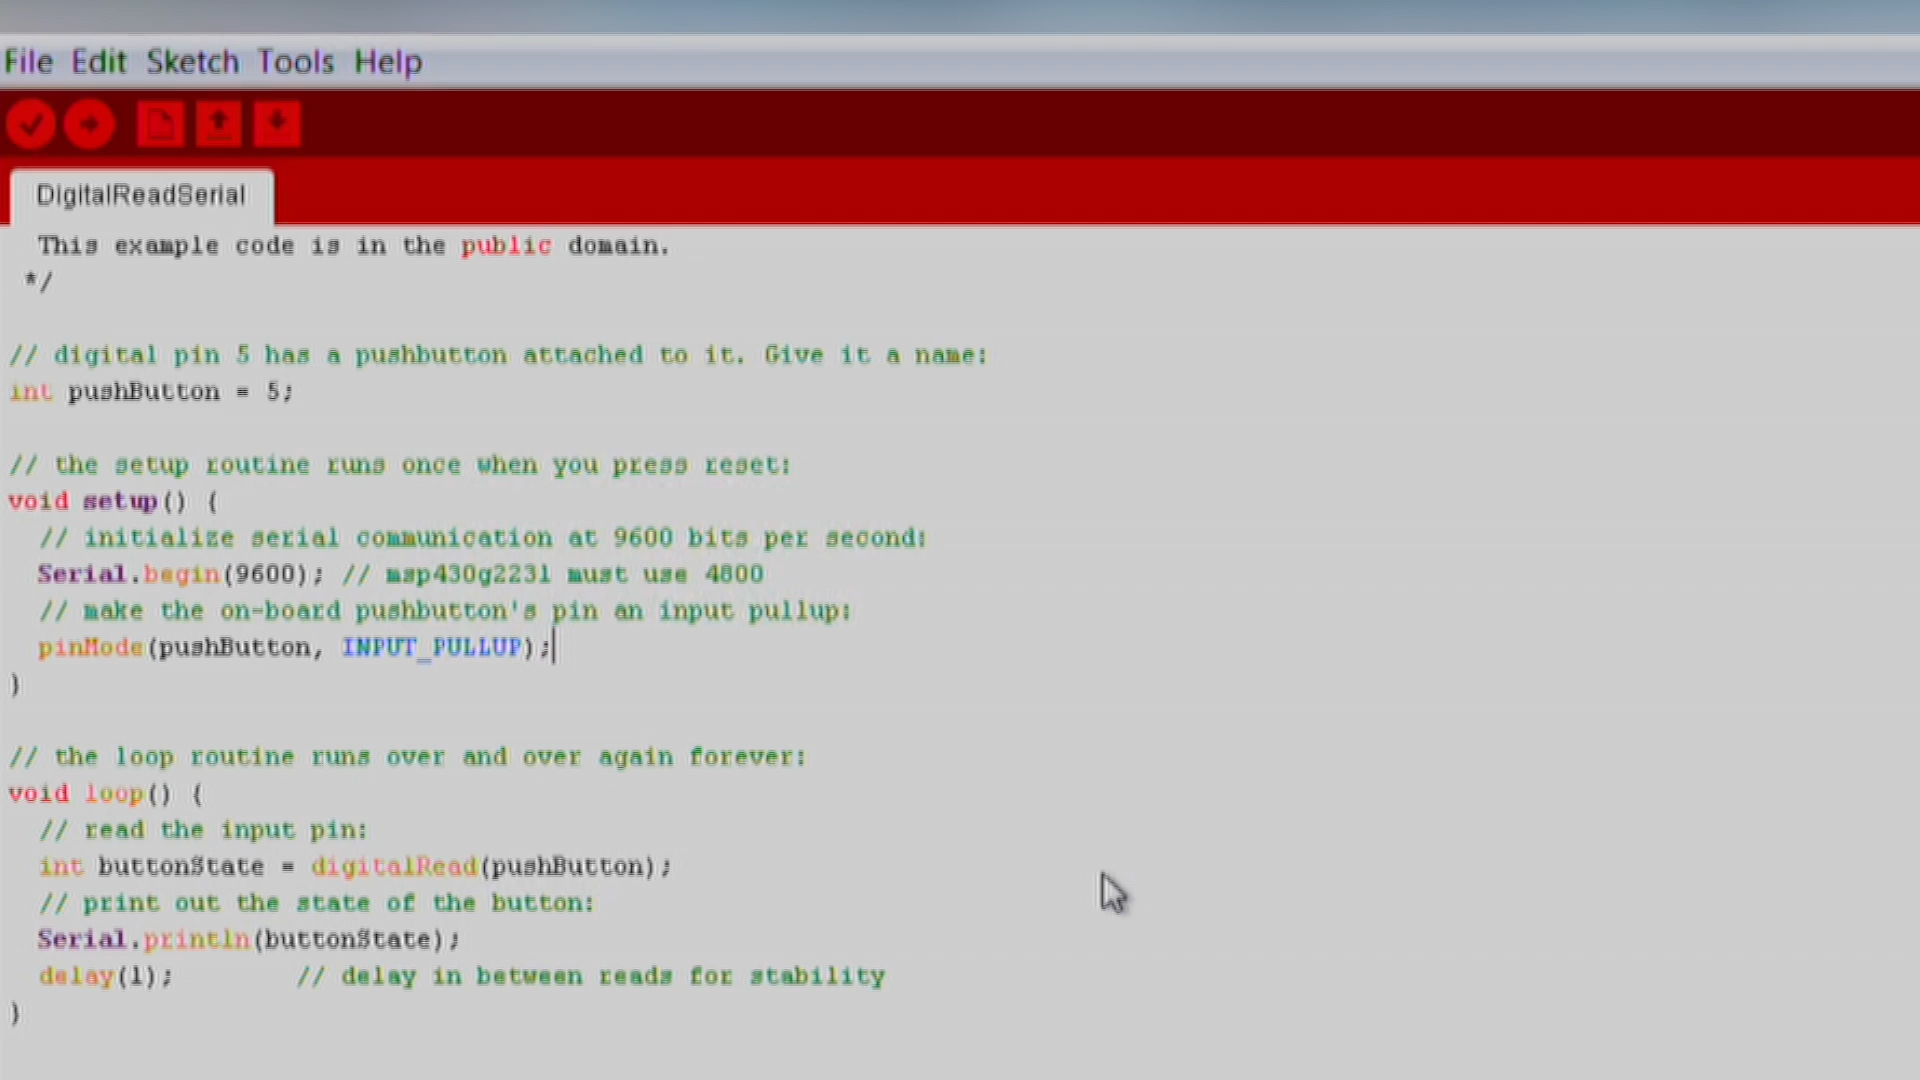 File Edit Sketch Tools Help
DigitalReadSerial
This example code is in the public domain.
*/
// digital pin 5 has a pushbutton attached to it. Give it a name:
int pushButton = 5;
// the setup routine runs once when you press reset:
void setup() {
// initialize serial communication at 9600 bits per second:
Serial.begin(9600); // msp430g2231 must use 4800
// make the on-board pushbutton's pin an input pullup:
pinMode(pushButton, INPUT_PULLUP);
}
// the loop routine runs over and over again forever:
void loop() {
// read the input pin:
int buttonState = digitalRead(pushButton);
// print out the state of the button:
Serial.println(buttonState);
delay(1);        // delay in between reads for stability
}